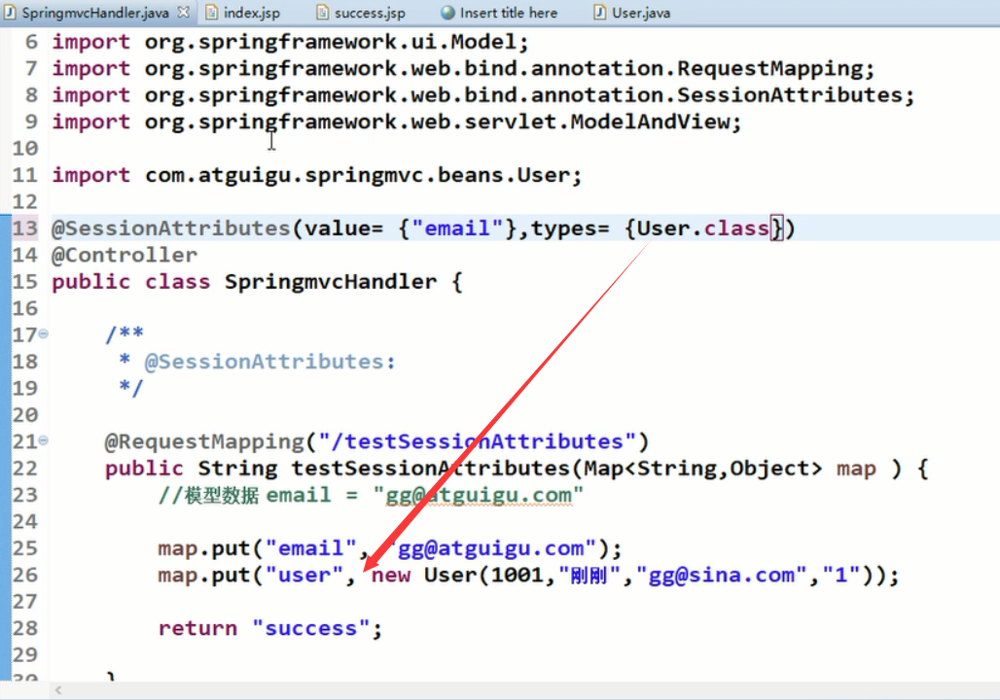 SpringmvcHandler.java index.jsp success.jsp Insert title here User.java
6 import org.springframework.ui.Model;
7 import org.springframework.web.bind.annotation.RequestMapping;
8 import org.springframework.web.bind.annotation.SessionAttributes;
9 import org.springframework.web.servlet.ModelAndView;
10
11 import com.atguigu.springmvc.beans.User;
12
13 @SessionAttributes(value= {"email"},types= {User.class})
14 @Controller
15 public class SpringmvcHandler {
16
17 /**
18 * @SessionAttributes:
19 */
20
21 @RequestMapping("/testSessionAttributes")
22 public String testSessionAttributes(Map<String,Object> map ) {
23 //模型数据 email = "gg@atguigu.com"
24
25 map.put("email", "gg@atguigu.com");
26 map.put("user", new User(1001,"刚刚","gg@sina.com","1"));
27
28 return "success";
29
30 }